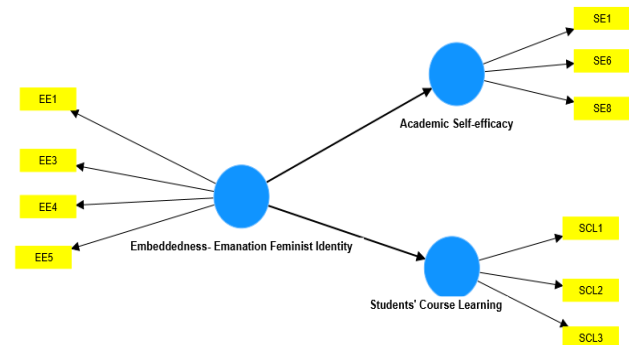 SE1
SE6
SE8
Academic Self-efficacy
EE1
EE3
EE4
EE5
Embeddedness- Emanation Feminist Identity
SCL1
SCL2
SCL3
Students' Course Learning